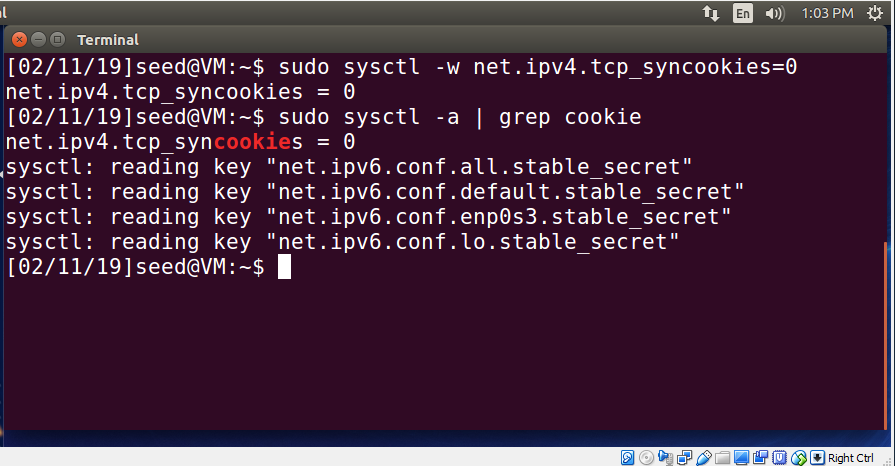 al
En
1:03 PM
Terminal
[02/11/19]seed@VM:~$ sudo sysctl -w net.ipv4.tcp_syncookies=0
net.ipv4.tcp_syncookies = 0
[02/11/19]seed@VM:~$ sudo sysctl -a | grep cookie
net.ipv4.tcp_syncookies = 0
sysctl: reading key "net.ipv6.conf.all.stable_secret"
sysctl: reading key "net.ipv6.conf.default.stable_secret"
sysctl: reading key "net.ipv6.conf.enp0s3.stable_secret"
sysctl: reading key "net.ipv6.conf.lo.stable_secret"
[02/11/19]seed@VM:~$
Right Ctrl